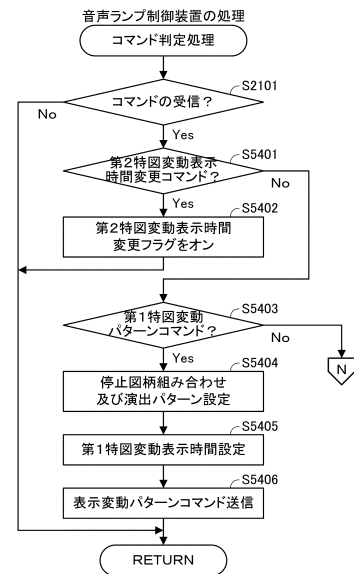 音声ランプ制御装置の処理
コマンド判定処理
S2101
コマンドの受信？
No
Yes
S5401
第2特図変動表示
時間変更コマンド？
No
Yes
S5402
第2特図変動表示時間
変更フラグをオン
S5403
第1特図変動
パターンコマンド？
No
Yes
N
S5404
停止図柄組み合わせ
及び演出パターン設定
S5405
第1特図変動表示時間設定
S5406
表示変動パターンコマンド送信
RETURN